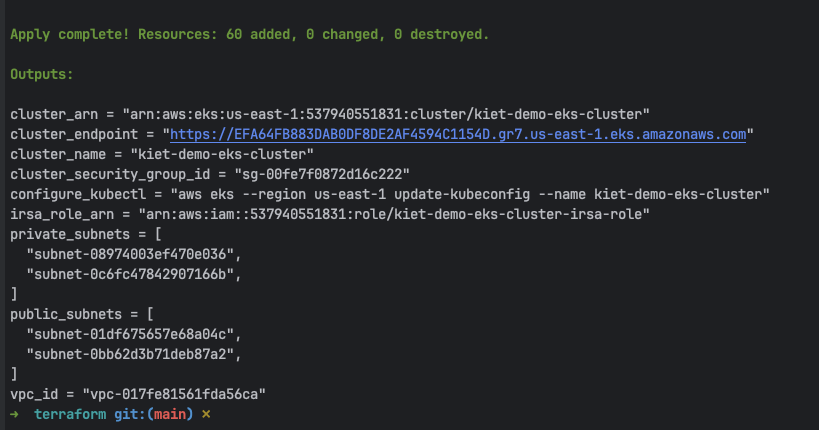 Apply complete! Resources: 60 added, 0 changed, 0 destroyed.
Outputs:
cluster_arn = "arn:aws:eks:us-east-1:537940551831:cluster/kiet-demo-eks-cluster"
cluster_endpoint = "https://EFA64FB883DAB0DF8DE2AF4594C1154D.gr7.us-east-1.eks.amazonaws.com"
cluster_name = "kiet-demo-eks-cluster"
cluster_security_group_id = "sg-00fe7f0872d16c222"
configure_kubectl = "aws eks --region us-east-1 update-kubeconfig --name kiet-demo-eks-cluster"
irsa_role_arn = "arn:aws:iam::537940551831:role/kiet-demo-eks-cluster-irsa-role"
private_subnets = [
  "subnet-08974003ef470e036",
  "subnet-0c6fc47842907166b",
]
public_subnets = [
  "subnet-01df675657e68a04c",
  "subnet-0bb62d3b71deb87a2",
]
vpc_id = "vpc-017fe81561fda56ca"
→ terraform git:(main) ×